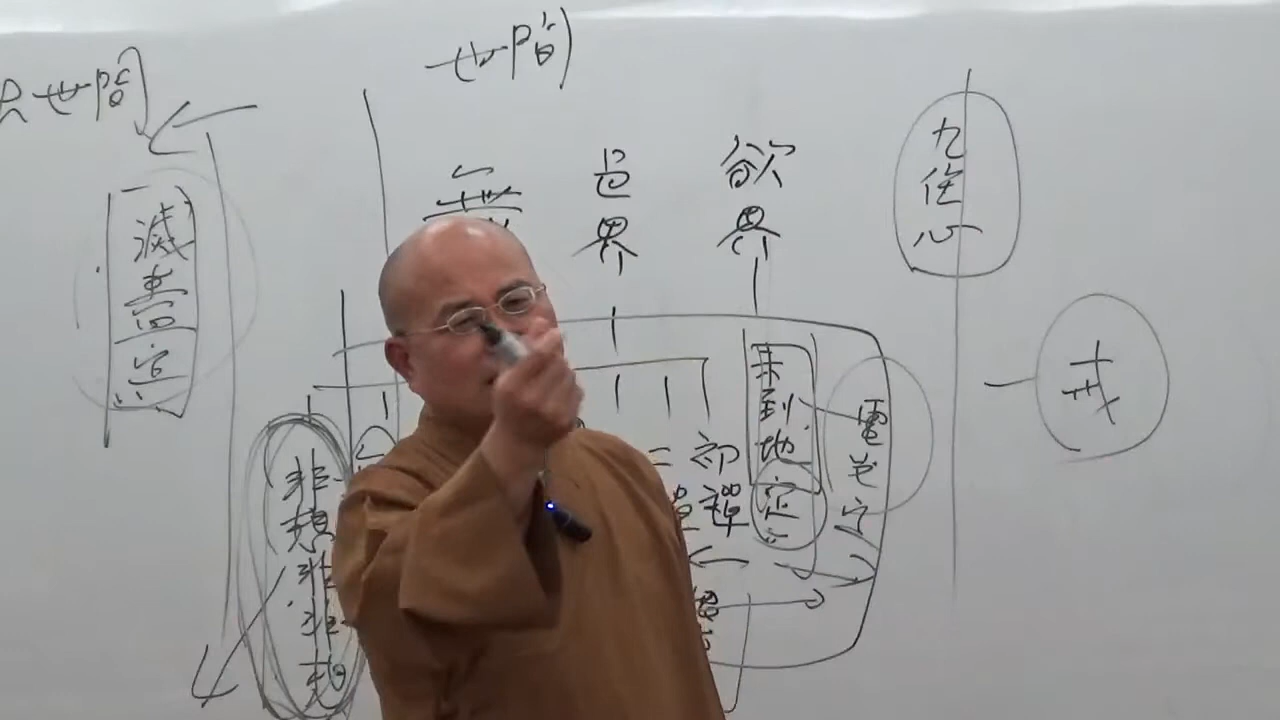 世間
世間
九住心
欲界
色界
無
戒
滅盡定
電光定
未到地定
初禪
二
非想非非想